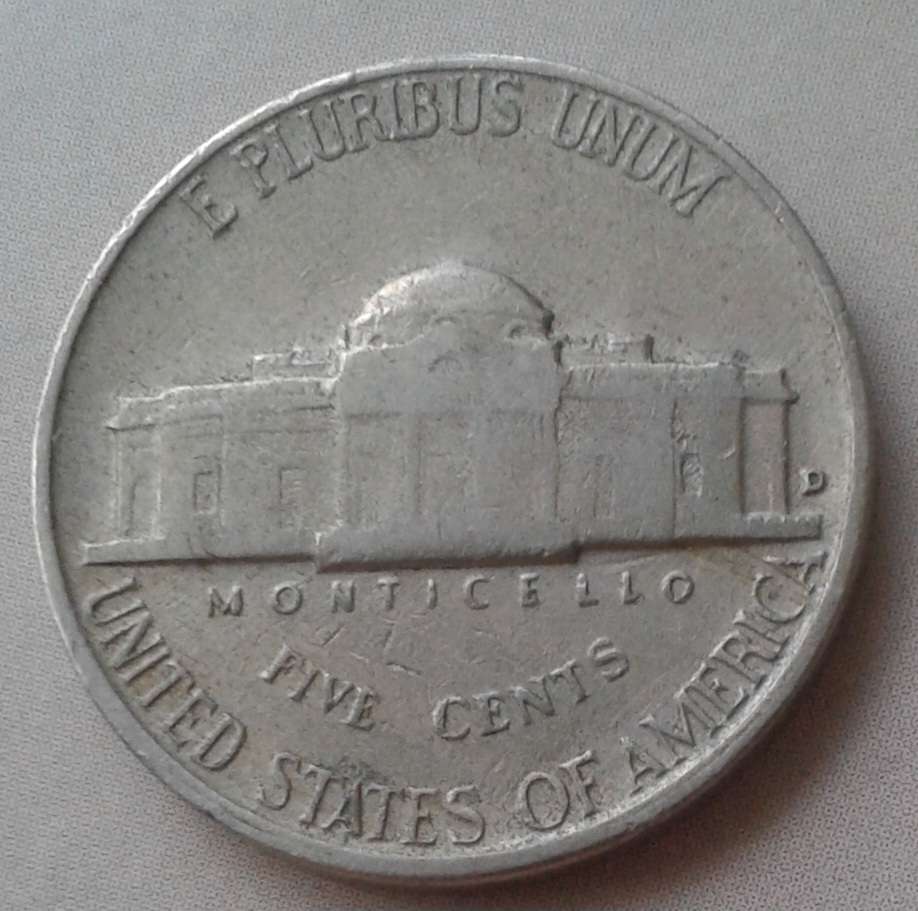 E PLURIBUS UNUM
D
MONTICELLO
FIVE CENTS
UNITED STATES OF AMERICA